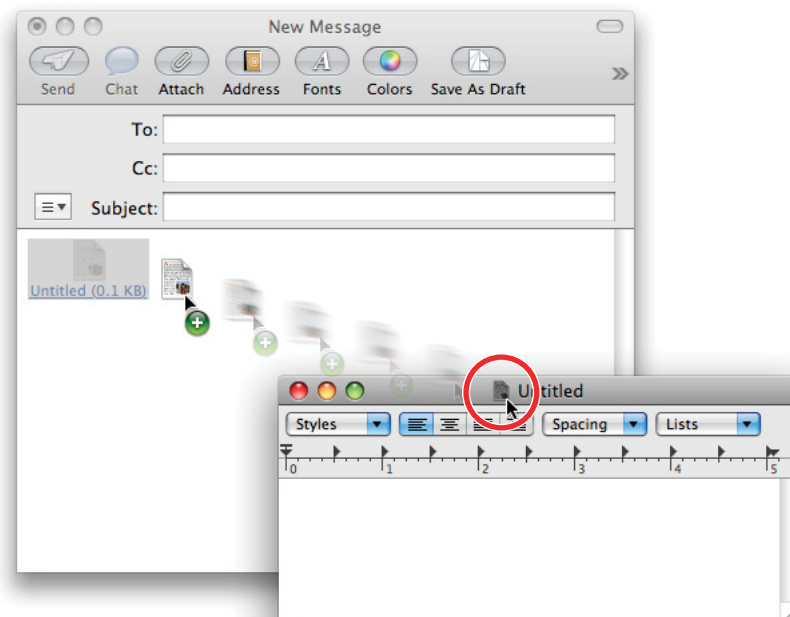 New Message
Send Chat Attach Address Fonts Colors Save As Draft
To:
Cc:
Subject:
Untitled (0.1 KB)
Untitled
Styles Spacing Lists
0 1 2 3 4 5